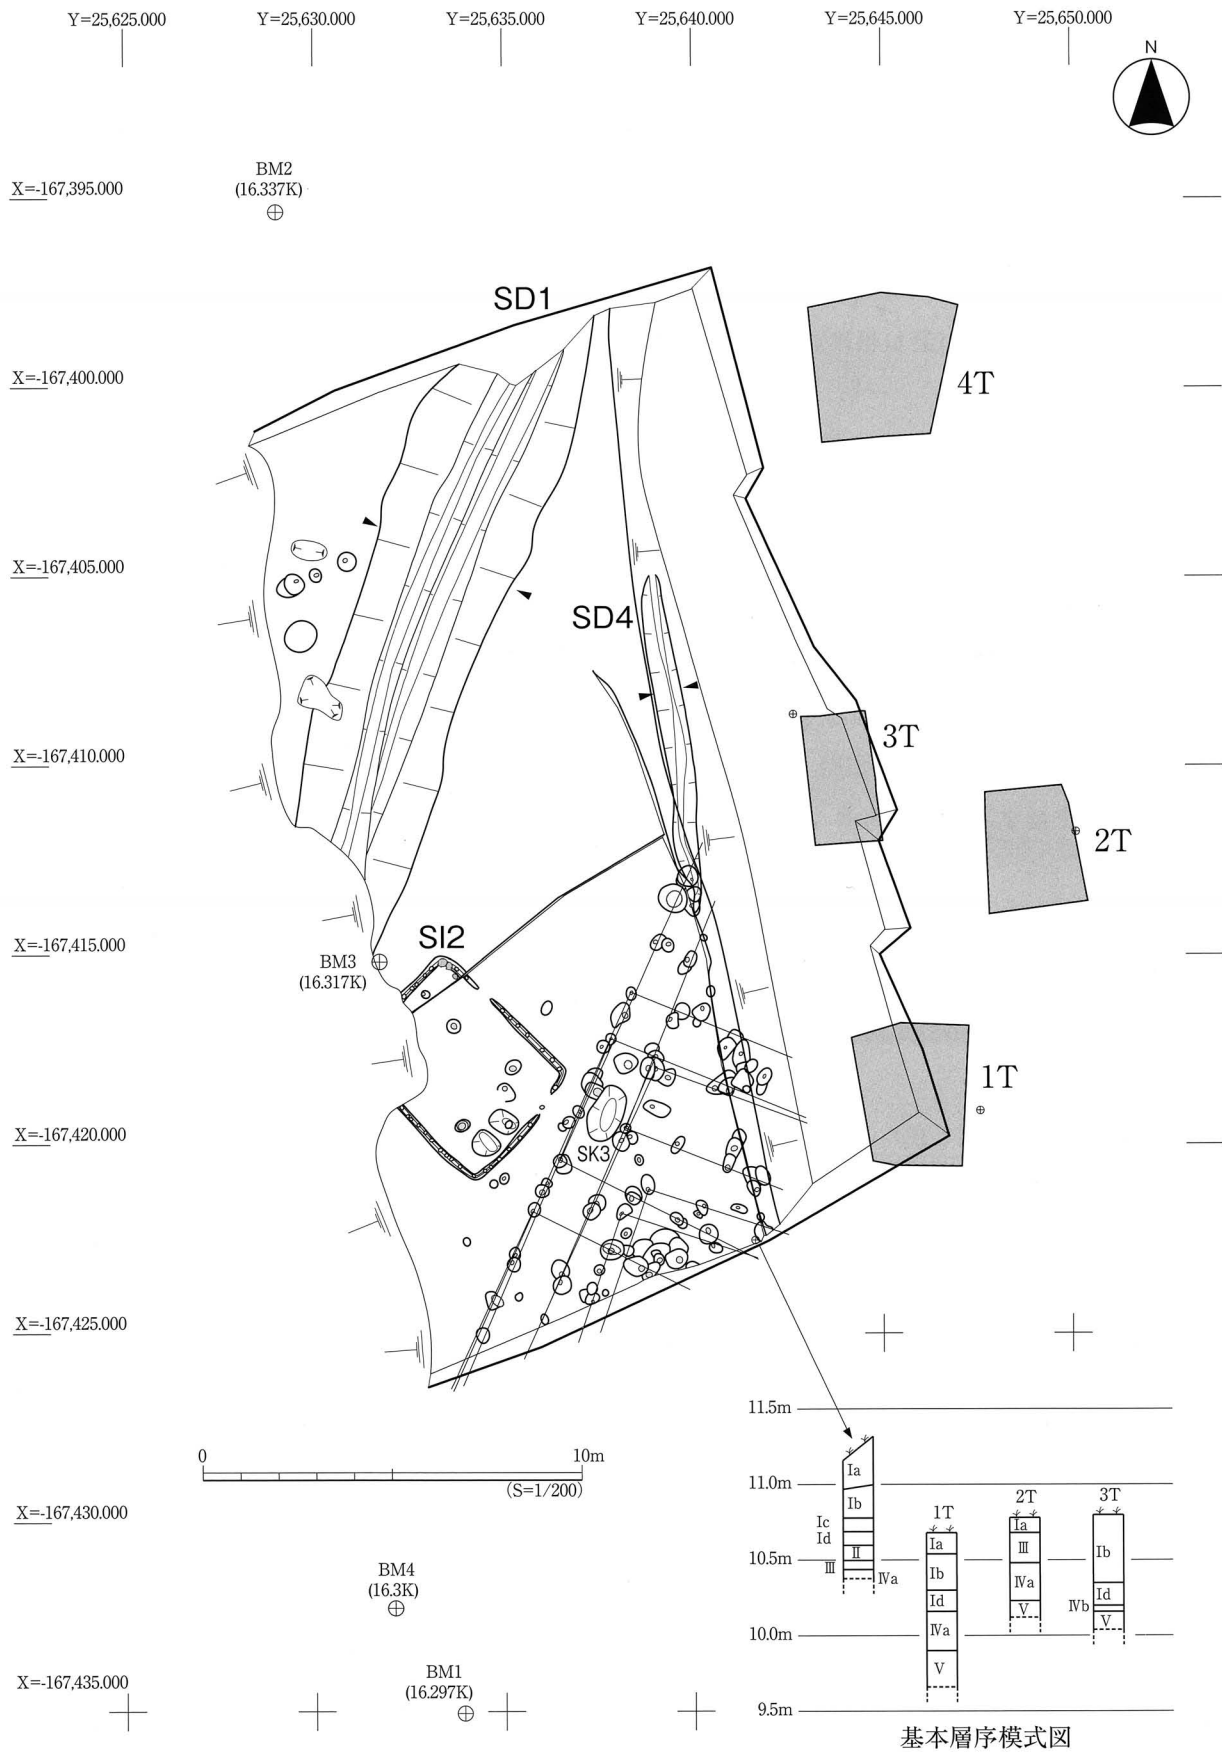 Y=25,625.000 Y=25,630.000 Y=25,635.000 Y=25,640.000 Y=25,645.000 Y=25,650.000
N
BM2
(16.337K)
X=-167,395.000
SD1
X=-167,400.000
4T
X=-167,405.000
SD4
3T
X=-167,410.000
2T
SI2
X=-167,415.000
BM3
(16.317K)
1T
X=-167,420.000
SK3
X=-167,425.000
0 10m
(S=1/200)
X=-167,430.000
BM4
(16.3K)
BM1
(16.297K)
X=-167,435.000
11.5m
11.0m
10.5m
10.0m
9.5m
Ia
Ib
Ic
Id
Ⅱ
Ⅲ
Ⅳa
1T
Ia
Ib
Id
Ⅳa
Ⅴ
2T
Ia
Ⅲ
Ⅳa
Ⅴ
3T
Ib
Id
Ⅳb
Ⅴ
基本層序模式図